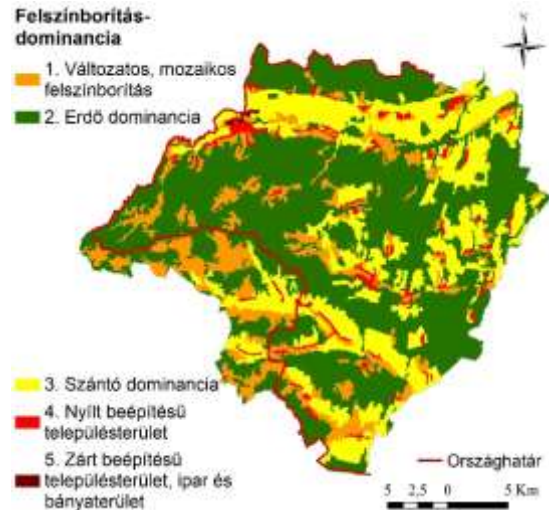 Felszínborítás-
dominancia
1. Változatos, mozaikos
felszínborítás
2. Erdő dominancia
N
3. Szántó dominancia
4. Nyílt beépítésű
településterület
5. Zárt beépítésű
településterület, ipar és
bányaterület
Országhatár
5 2,5 0 5 Km